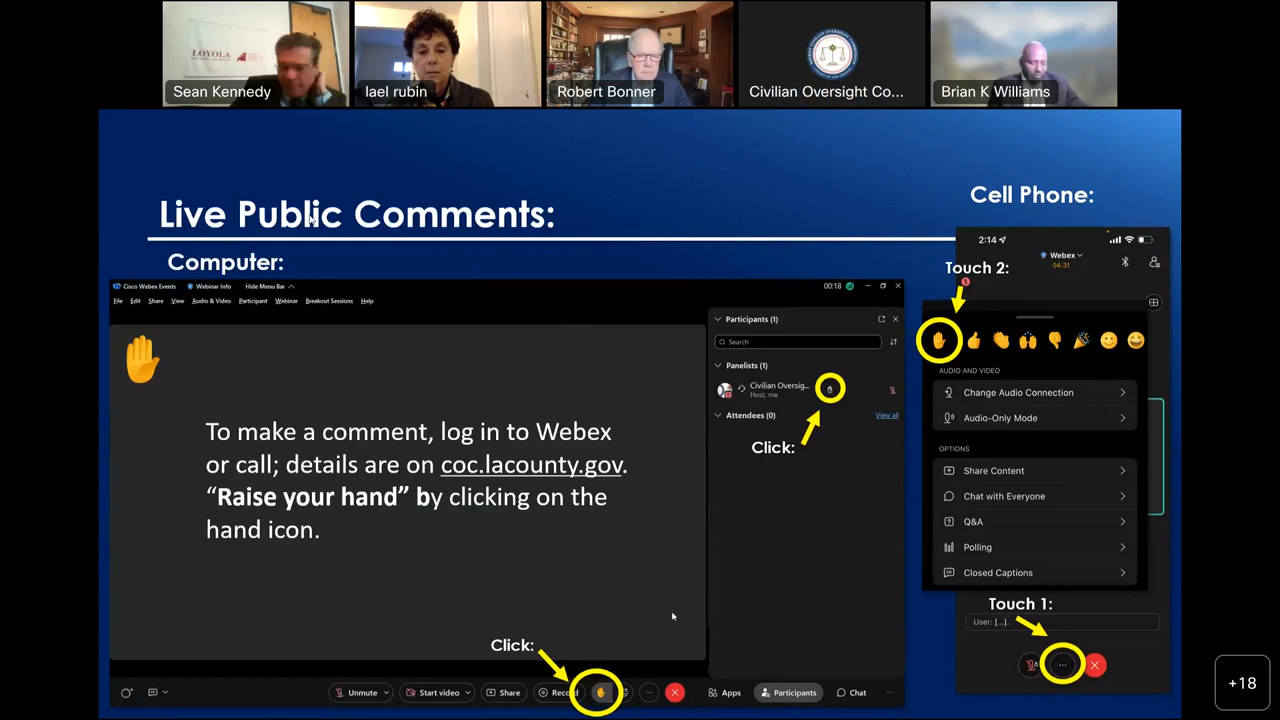 LOYOLA
Sean Kennedy
lael rubin
Robert Bonner
Civilian Oversight Co...
Brian K Williams
Live Public Comments:
Cell Phone:
Computer:
Cisco Webex Events
Webinar Info
Hide Menu Bar
00:18
File Edit Share View Audio & Video Participant Webinar Breakout Sessions Help
To make a comment, log in to Webex
or call; details are on coc.lacounty.gov.
“Raise your hand” by clicking on the
hand icon.
Participants (1)
Search
Panelists (1)
Civilian Oversig...
Host, me
Attendees (0)
View all
Click:
Click:
Unmute
Start video
Share
Record
Apps
Participants
Chat
2:14
Webex
04:31
Touch 2:
AUDIO AND VIDEO
Change Audio Connection
Audio-Only Mode
OPTIONS
Share Content
Chat with Everyone
Q&A
Polling
Closed Captions
Touch 1:
User: [...].
+18